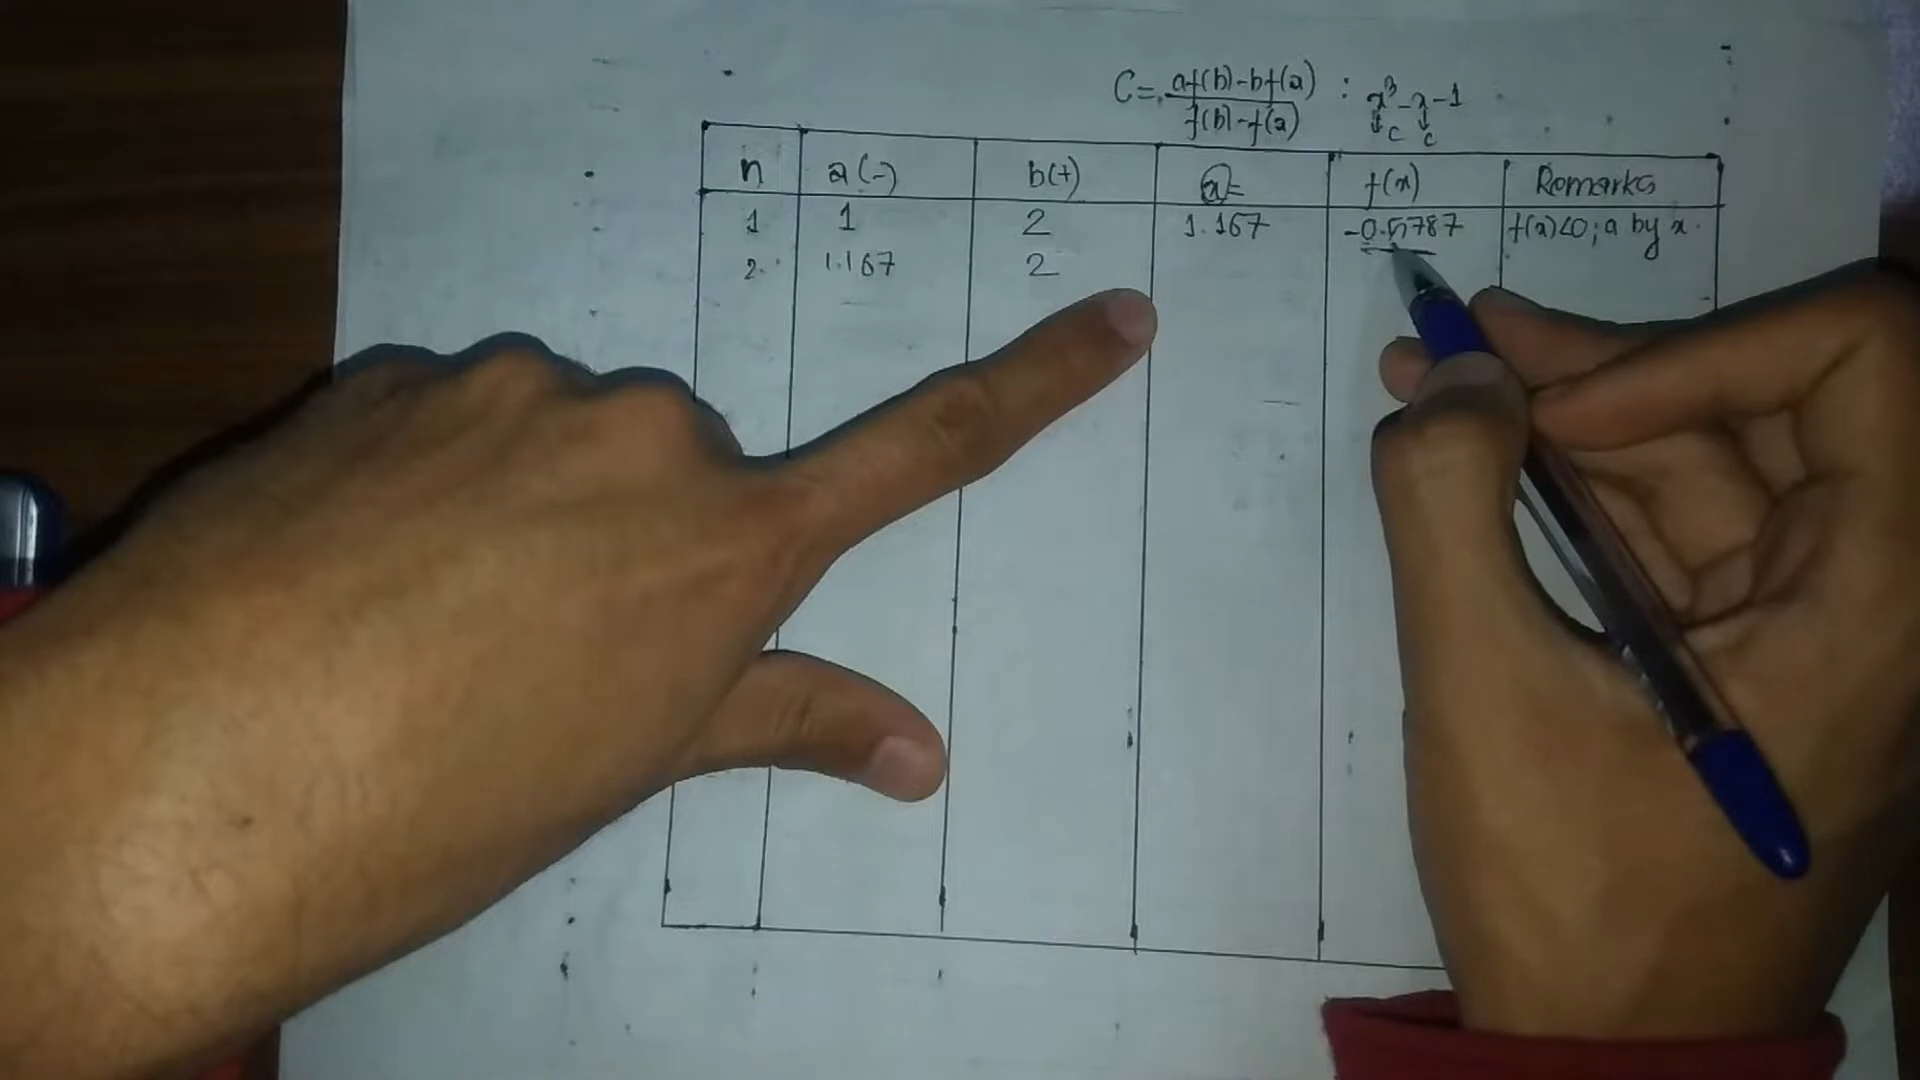 C = af(b)-bf(a) / f(b)-f(a) : x³-x-1
c c
n a(-) b(+) x= f(x) Remarks
1 1 2 1.167 -0.5787 f(a)<0; a by x.
2. 1.167 2